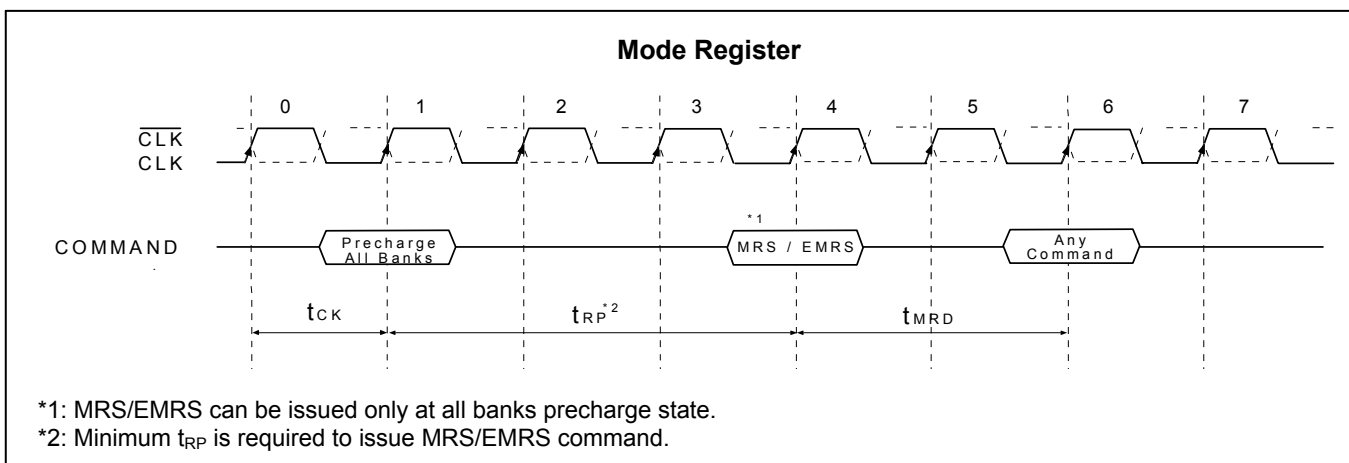 Mode Register
0 1 2 3 4 5 6 7
CLK
CLK
COMMAND
Precharge
All Banks
*1
MRS / EMRS
Any
Command
tCK
tRP*2
tMRD
*1: MRS/EMRS can be issued only at all banks precharge state.
*2: Minimum tRP is required to issue MRS/EMRS command.